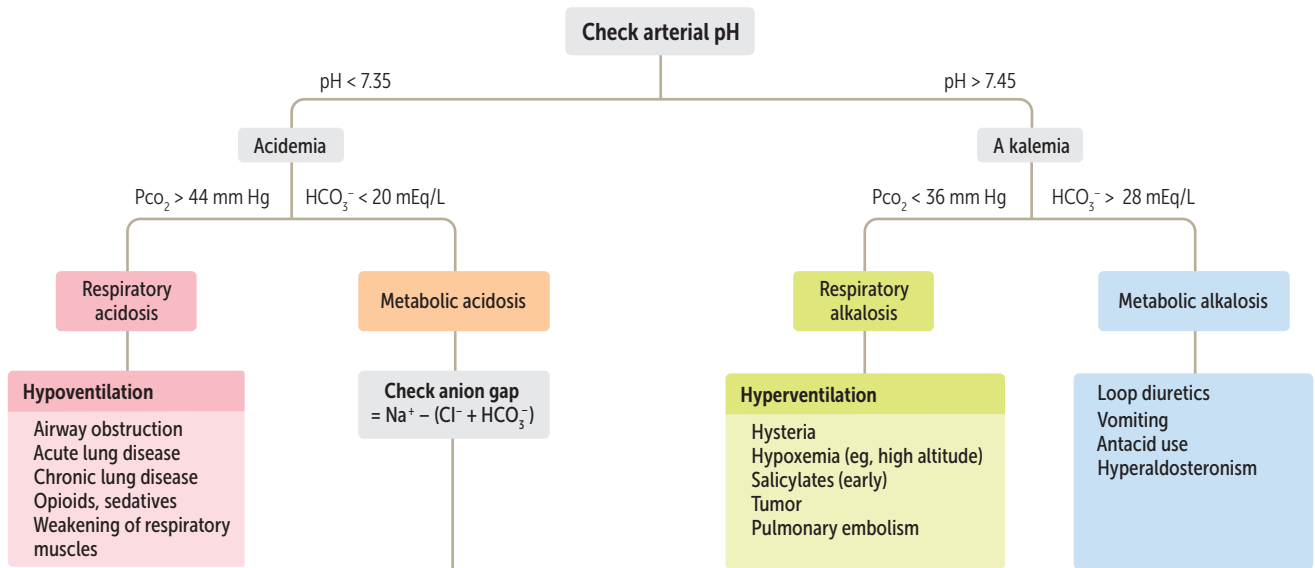 Check arterial pH
pH < 7.35
pH > 7.45
Acidemia
A kalemia
Pco₂ > 44 mm Hg
HCO₃⁻ < 20 mEq/L
Pco₂ < 36 mm Hg
HCO₃⁻ > 28 mEq/L
Respiratory
acidosis
Metabolic acidosis
Respiratory
alkalosis
Metabolic alkalosis
Hypoventilation
Airway obstruction
Acute lung disease
Chronic lung disease
Opioids, sedatives
Weakening of respiratory
muscles
Check anion gap
= Na⁺ – (Cl⁻ + HCO₃⁻)
Hyperventilation
Hysteria
Hypoxemia (eg, high altitude)
Salicylates (early)
Tumor
Pulmonary embolism
Loop diuretics
Vomiting
Antacid use
Hyperaldosteronism